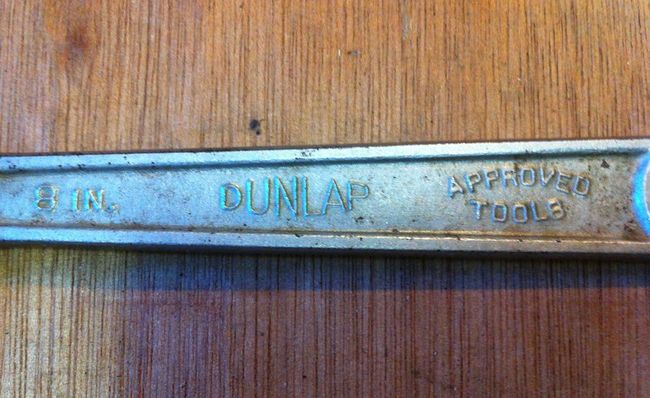 8 IN. DUNLAP APPROVED
TOOLS